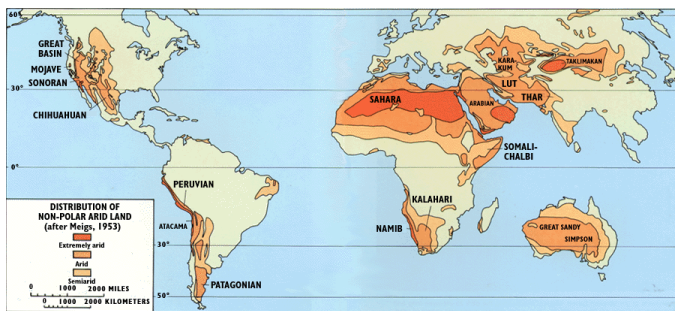 60°
GREAT
BASIN
MOJAVE
SONORAN
30°
CHIHUAHUAN
0°
PERUVIAN
ATACAMA
PATAGONIAN
KARA
KUM
TAKLIMAKAN
LUT
THAR
SAHARA
ARABIAN
SOMALI-
CHALBI
KALAHARI
NAMIB
GREAT SANDY
SIMPSON
DISTRIBUTION OF
NON-POLAR ARID LAND
(after Meigs, 1953)
Extremely arid
Arid
Semiarid
0 1000 2000 MILES
0 1000 2000 KILOMETERS
30°
50°